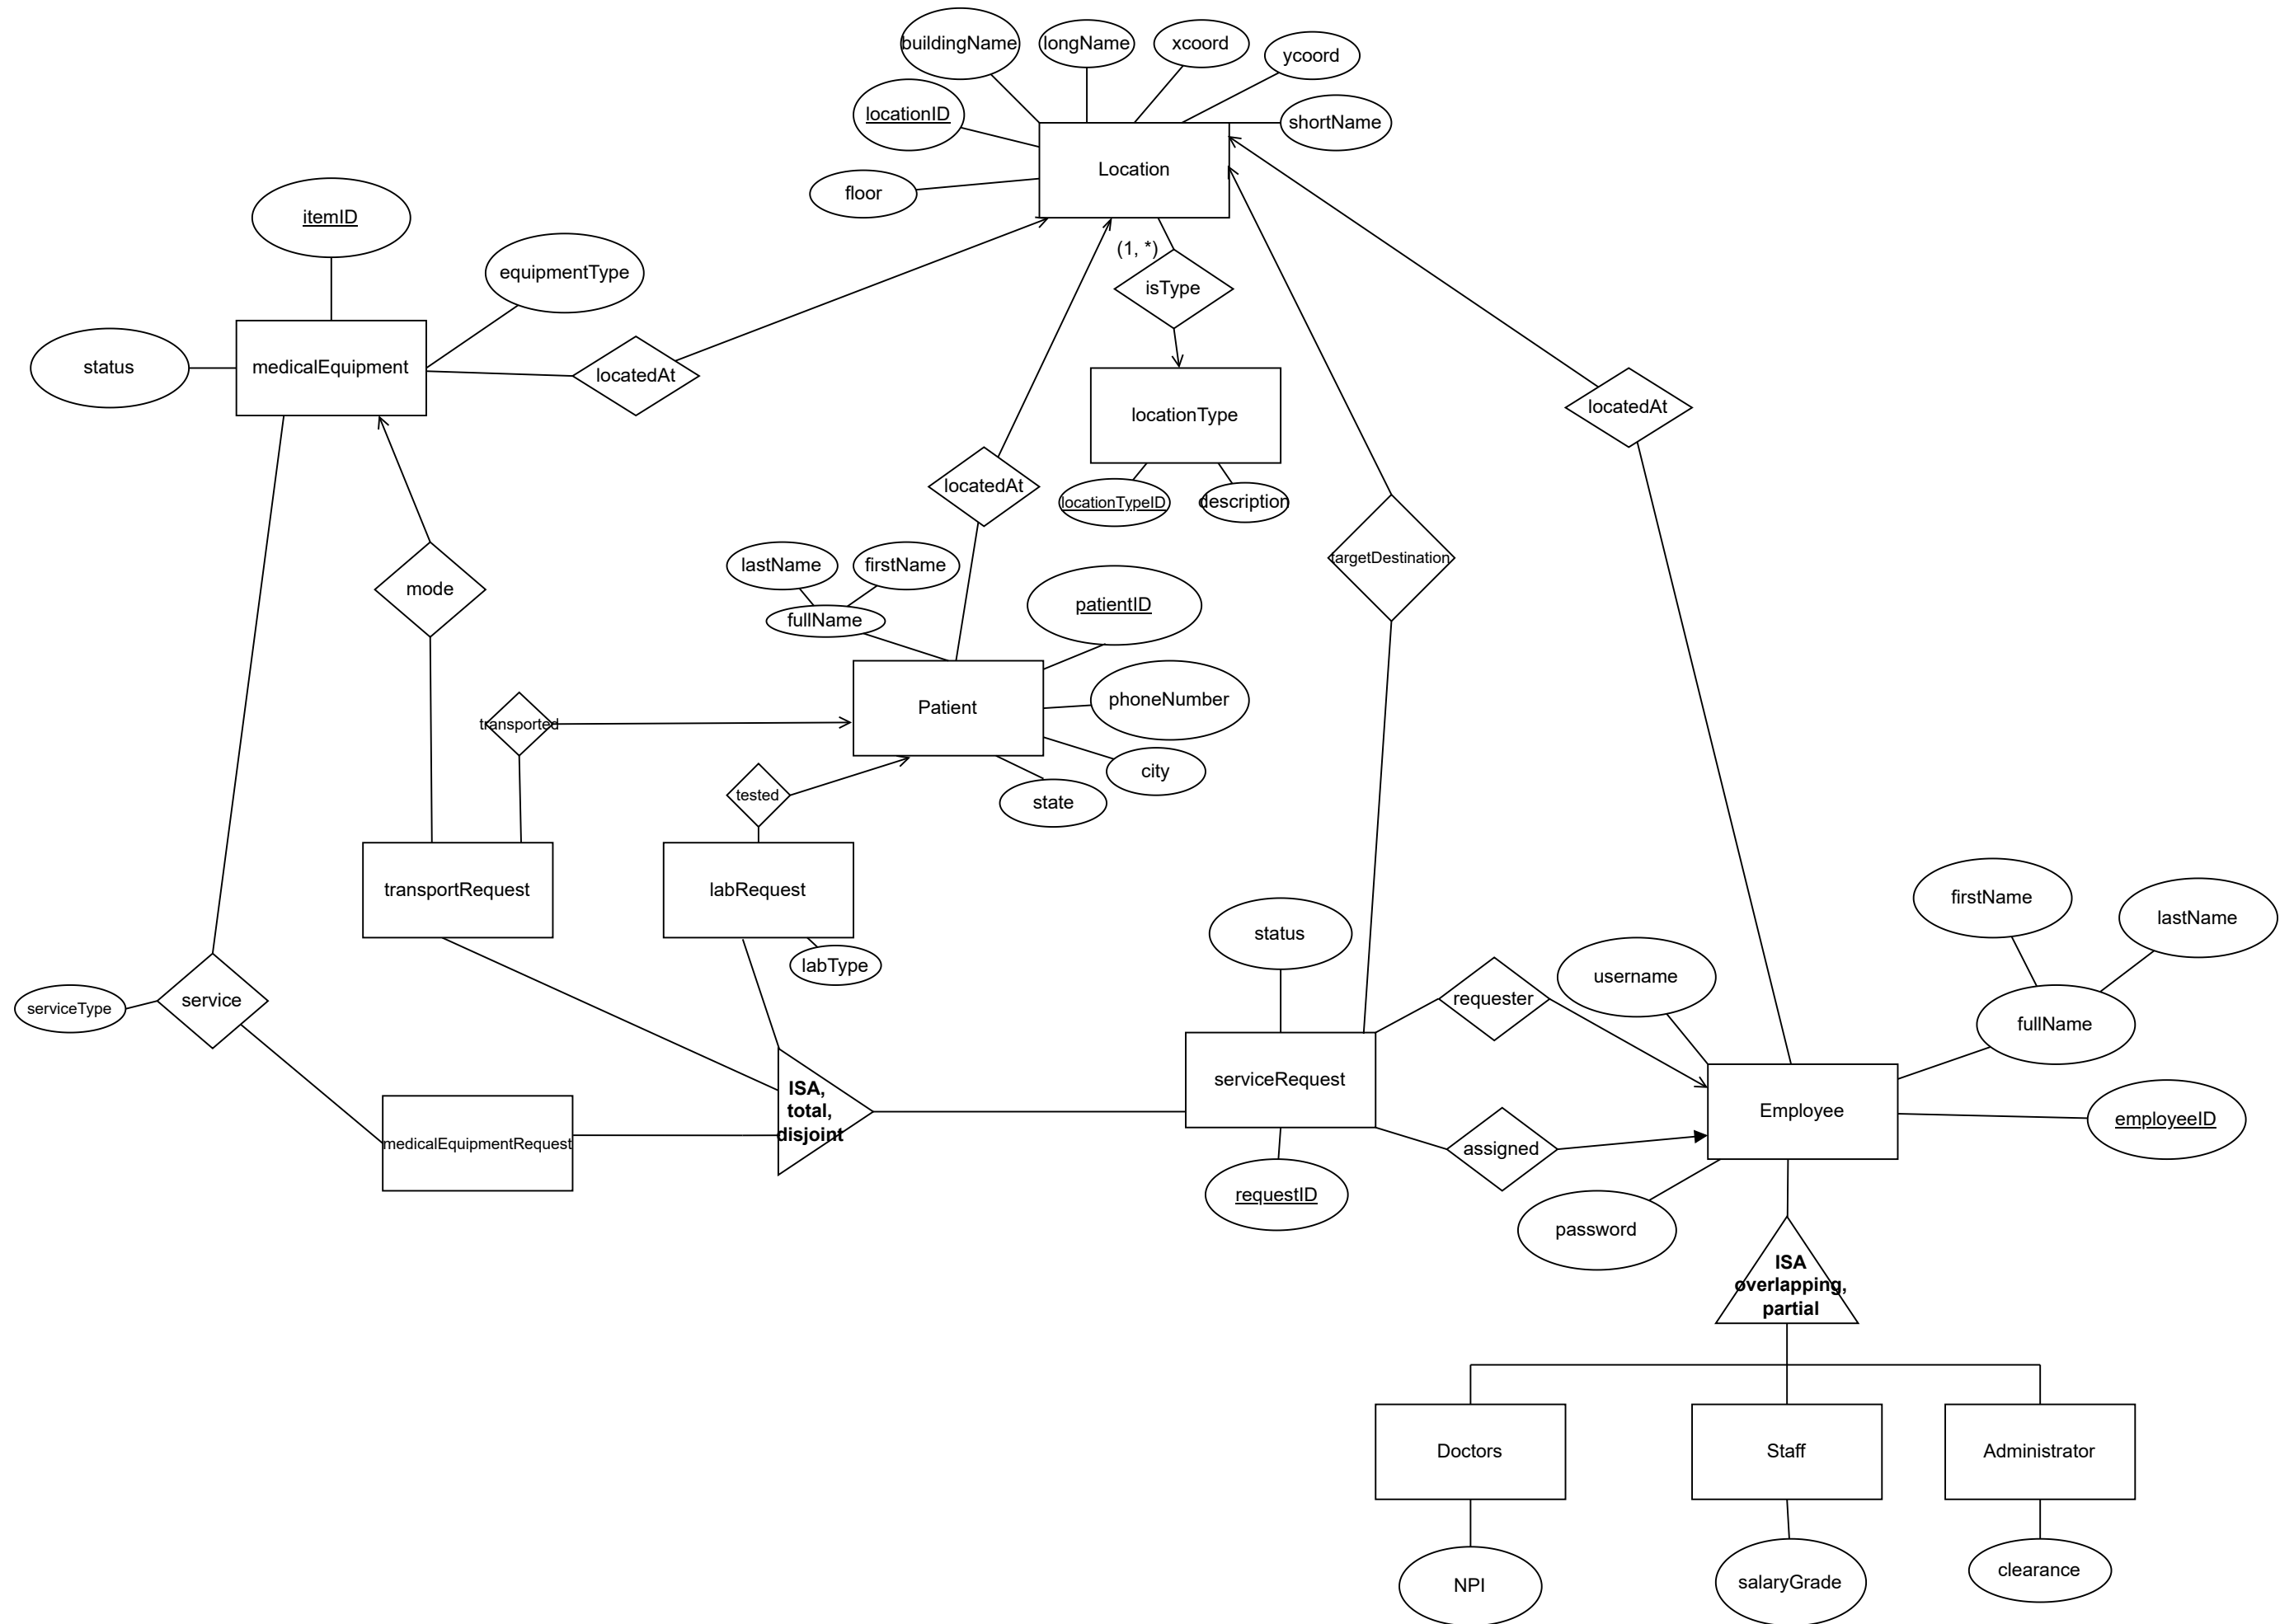 buildingName
longName
xcoord
ycoord
locationID
shortName
Location
floor
itemID
(1, *)
equipmentType
isType
status
medicalEquipment
locatedAt
locationType
locatedAt
locatedAt
locationTypeID
description
targetDestination
lastName
firstName
mode
patientID
fullName
phoneNumber
Patient
transported
city
tested
state
transportRequest
labRequest
firstName
lastName
status
labType
username
requester
service
serviceType
fullName
serviceRequest
ISA,
total,
disjoint
Employee
employeeID
medicalEquipmentRequest
assigned
requestID
password
ISA
overlapping,
partial
Doctors
Staff
Administrator
NPI
salaryGrade
clearance